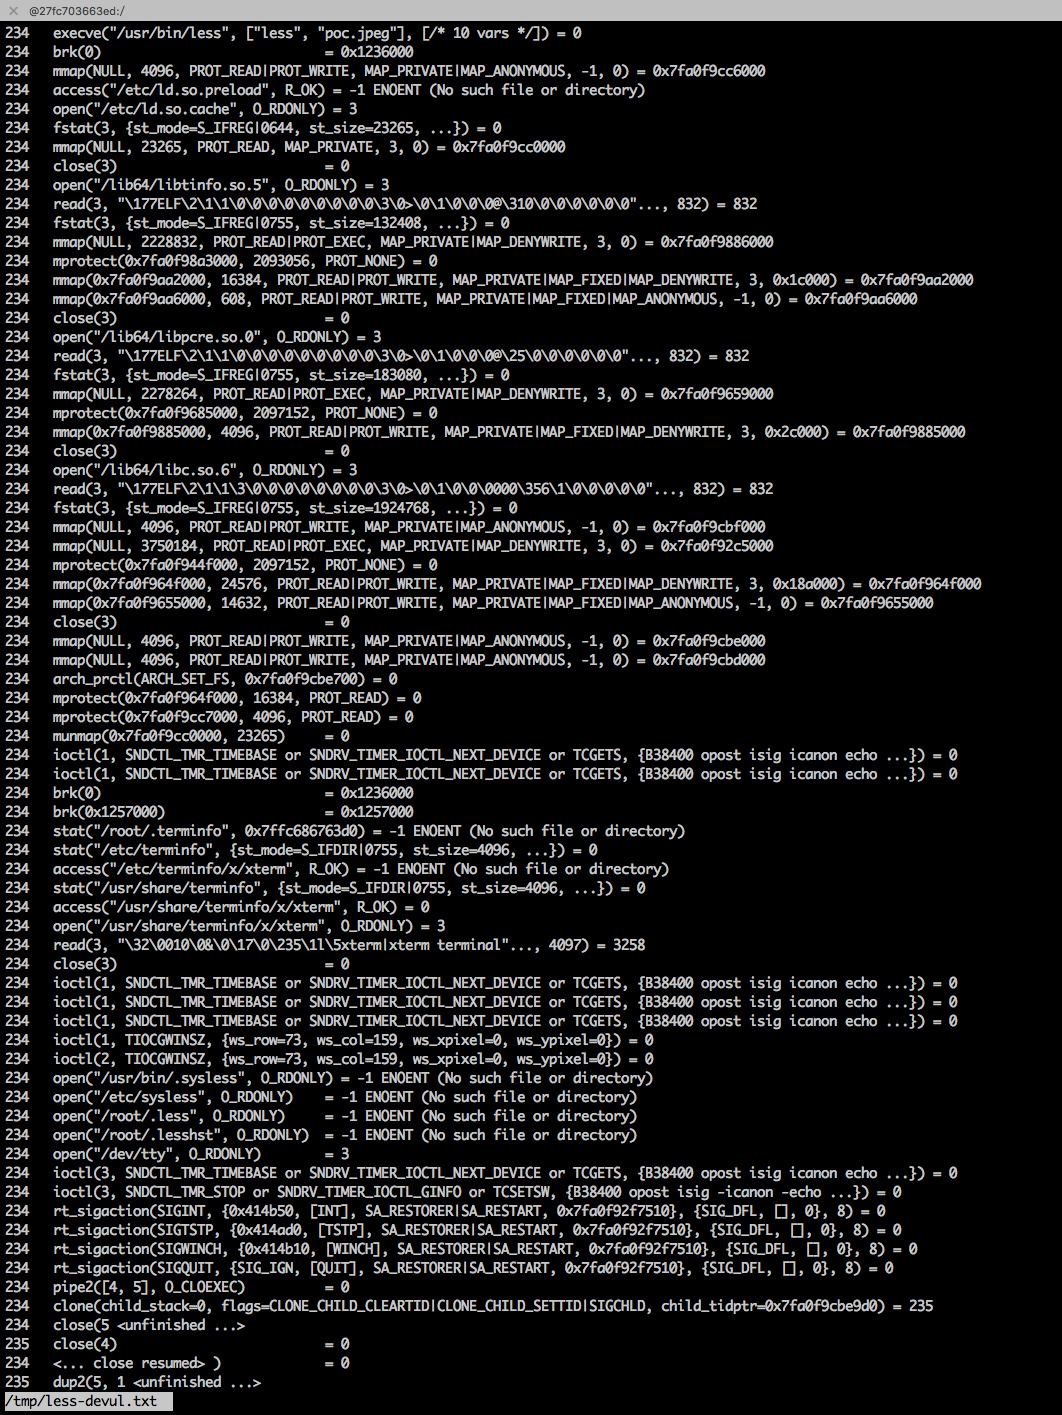 @27fc703663ed:/
234 execve("/usr/bin/less", ["less", "poc.jpeg"], [/* 10 vars */]) = 0
234 brk(0) = 0x1236000
234 mmap(NULL, 4096, PROT_READ|PROT_WRITE, MAP_PRIVATE|MAP_ANONYMOUS, -1, 0) = 0x7fa0f9cc6000
234 access("/etc/ld.so.preload", R_OK) = -1 ENOENT (No such file or directory)
234 open("/etc/ld.so.cache", O_RDONLY) = 3
234 fstat(3, {st_mode=S_IFREG|0644, st_size=23265, ...}) = 0
234 mmap(NULL, 23265, PROT_READ, MAP_PRIVATE, 3, 0) = 0x7fa0f9cc0000
234 close(3) = 0
234 open("/lib64/libtinfo.so.5", O_RDONLY) = 3
234 read(3, "\177ELF\2\1\1\0\0\0\0\0\0\0\0\0\3\0>\0\1\0\0\0@\310\0\0\0\0\0\0"..., 832) = 832
234 fstat(3, {st_mode=S_IFREG|0755, st_size=132408, ...}) = 0
234 mmap(NULL, 2228832, PROT_READ|PROT_EXEC, MAP_PRIVATE|MAP_DENYWRITE, 3, 0) = 0x7fa0f9886000
234 mprotect(0x7fa0f98a3000, 2093056, PROT_NONE) = 0
234 mmap(0x7fa0f9aa2000, 16384, PROT_READ|PROT_WRITE, MAP_PRIVATE|MAP_FIXED|MAP_DENYWRITE, 3, 0x1c000) = 0x7fa0f9aa2000
234 mmap(0x7fa0f9aa6000, 608, PROT_READ|PROT_WRITE, MAP_PRIVATE|MAP_FIXED|MAP_ANONYMOUS, -1, 0) = 0x7fa0f9aa6000
234 close(3) = 0
234 open("/lib64/libpcre.so.0", O_RDONLY) = 3
234 read(3, "\177ELF\2\1\1\0\0\0\0\0\0\0\0\0\3\0>\0\1\0\0\0@\25\0\0\0\0\0\0"..., 832) = 832
234 fstat(3, {st_mode=S_IFREG|0755, st_size=183080, ...}) = 0
234 mmap(NULL, 2278264, PROT_READ|PROT_EXEC, MAP_PRIVATE|MAP_DENYWRITE, 3, 0) = 0x7fa0f9659000
234 mprotect(0x7fa0f9685000, 2097152, PROT_NONE) = 0
234 mmap(0x7fa0f9885000, 4096, PROT_READ|PROT_WRITE, MAP_PRIVATE|MAP_FIXED|MAP_DENYWRITE, 3, 0x2c000) = 0x7fa0f9885000
234 close(3) = 0
234 open("/lib64/libc.so.6", O_RDONLY) = 3
234 read(3, "\177ELF\2\1\1\3\0\0\0\0\0\0\0\0\3\0>\0\1\0\0\0000\356\1\0\0\0\0\0"..., 832) = 832
234 fstat(3, {st_mode=S_IFREG|0755, st_size=1924768, ...}) = 0
234 mmap(NULL, 4096, PROT_READ|PROT_WRITE, MAP_PRIVATE|MAP_ANONYMOUS, -1, 0) = 0x7fa0f9cbf000
234 mmap(NULL, 3750184, PROT_READ|PROT_EXEC, MAP_PRIVATE|MAP_DENYWRITE, 3, 0) = 0x7fa0f92c5000
234 mprotect(0x7fa0f944f000, 2097152, PROT_NONE) = 0
234 mmap(0x7fa0f964f000, 24576, PROT_READ|PROT_WRITE, MAP_PRIVATE|MAP_FIXED|MAP_DENYWRITE, 3, 0x18a000) = 0x7fa0f964f000
234 mmap(0x7fa0f9655000, 14632, PROT_READ|PROT_WRITE, MAP_PRIVATE|MAP_FIXED|MAP_ANONYMOUS, -1, 0) = 0x7fa0f9655000
234 close(3) = 0
234 mmap(NULL, 4096, PROT_READ|PROT_WRITE, MAP_PRIVATE|MAP_ANONYMOUS, -1, 0) = 0x7fa0f9cbe000
234 mmap(NULL, 4096, PROT_READ|PROT_WRITE, MAP_PRIVATE|MAP_ANONYMOUS, -1, 0) = 0x7fa0f9cbd000
234 arch_prctl(ARCH_SET_FS, 0x7fa0f9cbe700) = 0
234 mprotect(0x7fa0f964f000, 16384, PROT_READ) = 0
234 mprotect(0x7fa0f9cc7000, 4096, PROT_READ) = 0
234 munmap(0x7fa0f9cc0000, 23265) = 0
234 ioctl(1, SNDCTL_TMR_TIMEBASE or SNDRV_TIMER_IOCTL_NEXT_DEVICE or TCGETS, {B38400 opost isig icanon echo ...}) = 0
234 ioctl(1, SNDCTL_TMR_TIMEBASE or SNDRV_TIMER_IOCTL_NEXT_DEVICE or TCGETS, {B38400 opost isig icanon echo ...}) = 0
234 brk(0) = 0x1236000
234 brk(0x1257000) = 0x1257000
234 stat("/root/.terminfo", 0x7ffc686763d0) = -1 ENOENT (No such file or directory)
234 stat("/etc/terminfo", {st_mode=S_IFDIR|0755, st_size=4096, ...}) = 0
234 access("/etc/terminfo/x/xterm", R_OK) = -1 ENOENT (No such file or directory)
234 stat("/usr/share/terminfo", {st_mode=S_IFDIR|0755, st_size=4096, ...}) = 0
234 access("/usr/share/terminfo/x/xterm", R_OK) = 0
234 open("/usr/share/terminfo/x/xterm", O_RDONLY) = 3
234 read(3, "\32\0010\0&\0\17\0\235\1l\5xterm|xterm terminal"..., 4097) = 3258
234 close(3) = 0
234 ioctl(1, SNDCTL_TMR_TIMEBASE or SNDRV_TIMER_IOCTL_NEXT_DEVICE or TCGETS, {B38400 opost isig icanon echo ...}) = 0
234 ioctl(1, SNDCTL_TMR_TIMEBASE or SNDRV_TIMER_IOCTL_NEXT_DEVICE or TCGETS, {B38400 opost isig icanon echo ...}) = 0
234 ioctl(1, SNDCTL_TMR_TIMEBASE or SNDRV_TIMER_IOCTL_NEXT_DEVICE or TCGETS, {B38400 opost isig icanon echo ...}) = 0
234 ioctl(1, TIOCGWINSZ, {ws_row=73, ws_col=159, ws_xpixel=0, ws_ypixel=0}) = 0
234 ioctl(2, TIOCGWINSZ, {ws_row=73, ws_col=159, ws_xpixel=0, ws_ypixel=0}) = 0
234 open("/usr/bin/.sysless", O_RDONLY) = -1 ENOENT (No such file or directory)
234 open("/etc/sysless", O_RDONLY) = -1 ENOENT (No such file or directory)
234 open("/root/.less", O_RDONLY) = -1 ENOENT (No such file or directory)
234 open("/root/.lesshst", O_RDONLY) = -1 ENOENT (No such file or directory)
234 open("/dev/tty", O_RDONLY) = 3
234 ioctl(3, SNDCTL_TMR_TIMEBASE or SNDRV_TIMER_IOCTL_NEXT_DEVICE or TCGETS, {B38400 opost isig icanon echo ...}) = 0
234 ioctl(3, SNDCTL_TMR_STOP or SNDRV_TIMER_IOCTL_GINFO or TCSETSW, {B38400 opost isig -icanon -echo ...}) = 0
234 rt_sigaction(SIGINT, {0x414b50, [INT], SA_RESTORER|SA_RESTART, 0x7fa0f92f7510}, {SIG_DFL, [], 0}, 8) = 0
234 rt_sigaction(SIGTSTP, {0x414ad0, [TSTP], SA_RESTORER|SA_RESTART, 0x7fa0f92f7510}, {SIG_DFL, [], 0}, 8) = 0
234 rt_sigaction(SIGWINCH, {0x414b10, [WINCH], SA_RESTORER|SA_RESTART, 0x7fa0f92f7510}, {SIG_DFL, [], 0}, 8) = 0
234 rt_sigaction(SIGQUIT, {SIG_IGN, [QUIT], SA_RESTORER|SA_RESTART, 0x7fa0f92f7510}, {SIG_DFL, [], 0}, 8) = 0
234 pipe2([4, 5], O_CLOEXEC) = 0
234 clone(child_stack=0, flags=CLONE_CHILD_CLEARTID|CLONE_CHILD_SETTID|SIGCHLD, child_tidptr=0x7fa0f9cbe9d0) = 235
234 close(5 <unfinished ...>
235 close(4) = 0
234 <... close resumed> ) = 0
235 dup2(5, 1 <unfinished ...>
/tmp/less-devul.txt